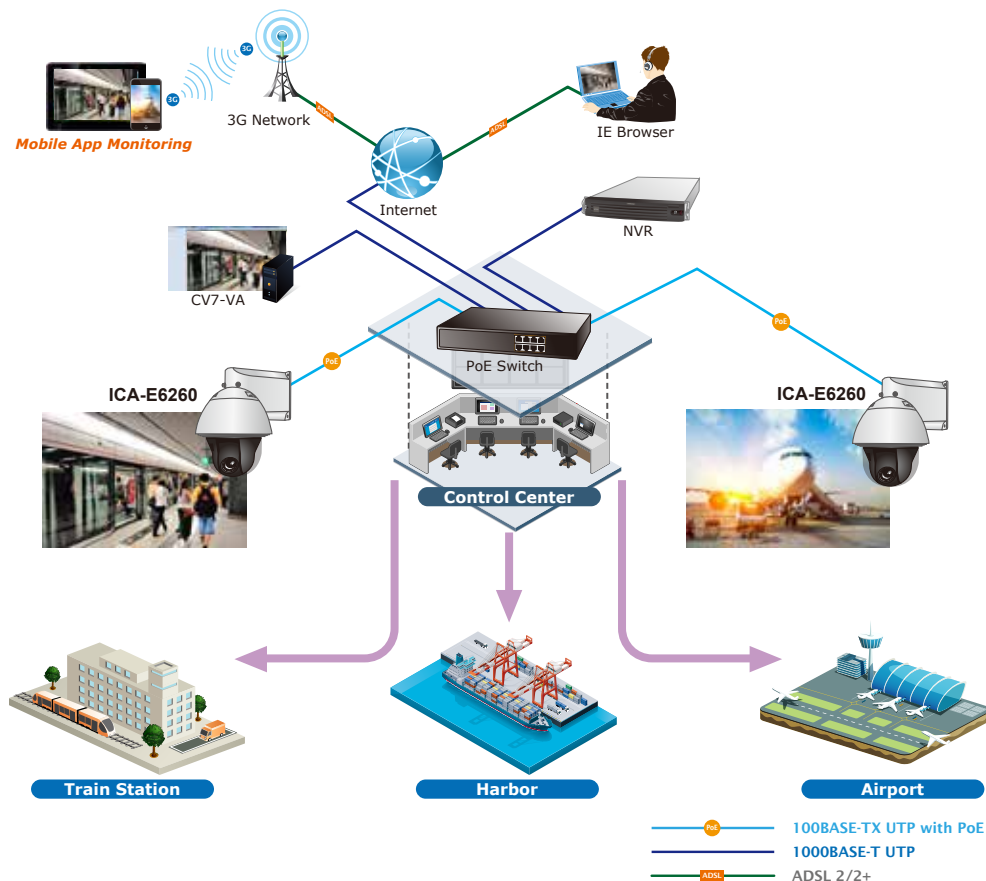 3G
3G
ADSL
3G Network
Mobile App Monitoring
ADSL
IE Browser
Internet
NVR
CV7-VA
PoE
PoE
PoE Switch
ICA-E6260
ICA-E6260
Control Center
Train Station
Harbor
Airport
PoE
100BASE-TX UTP with PoE
1000BASE-T UTP
ADSL
ADSL 2/2+